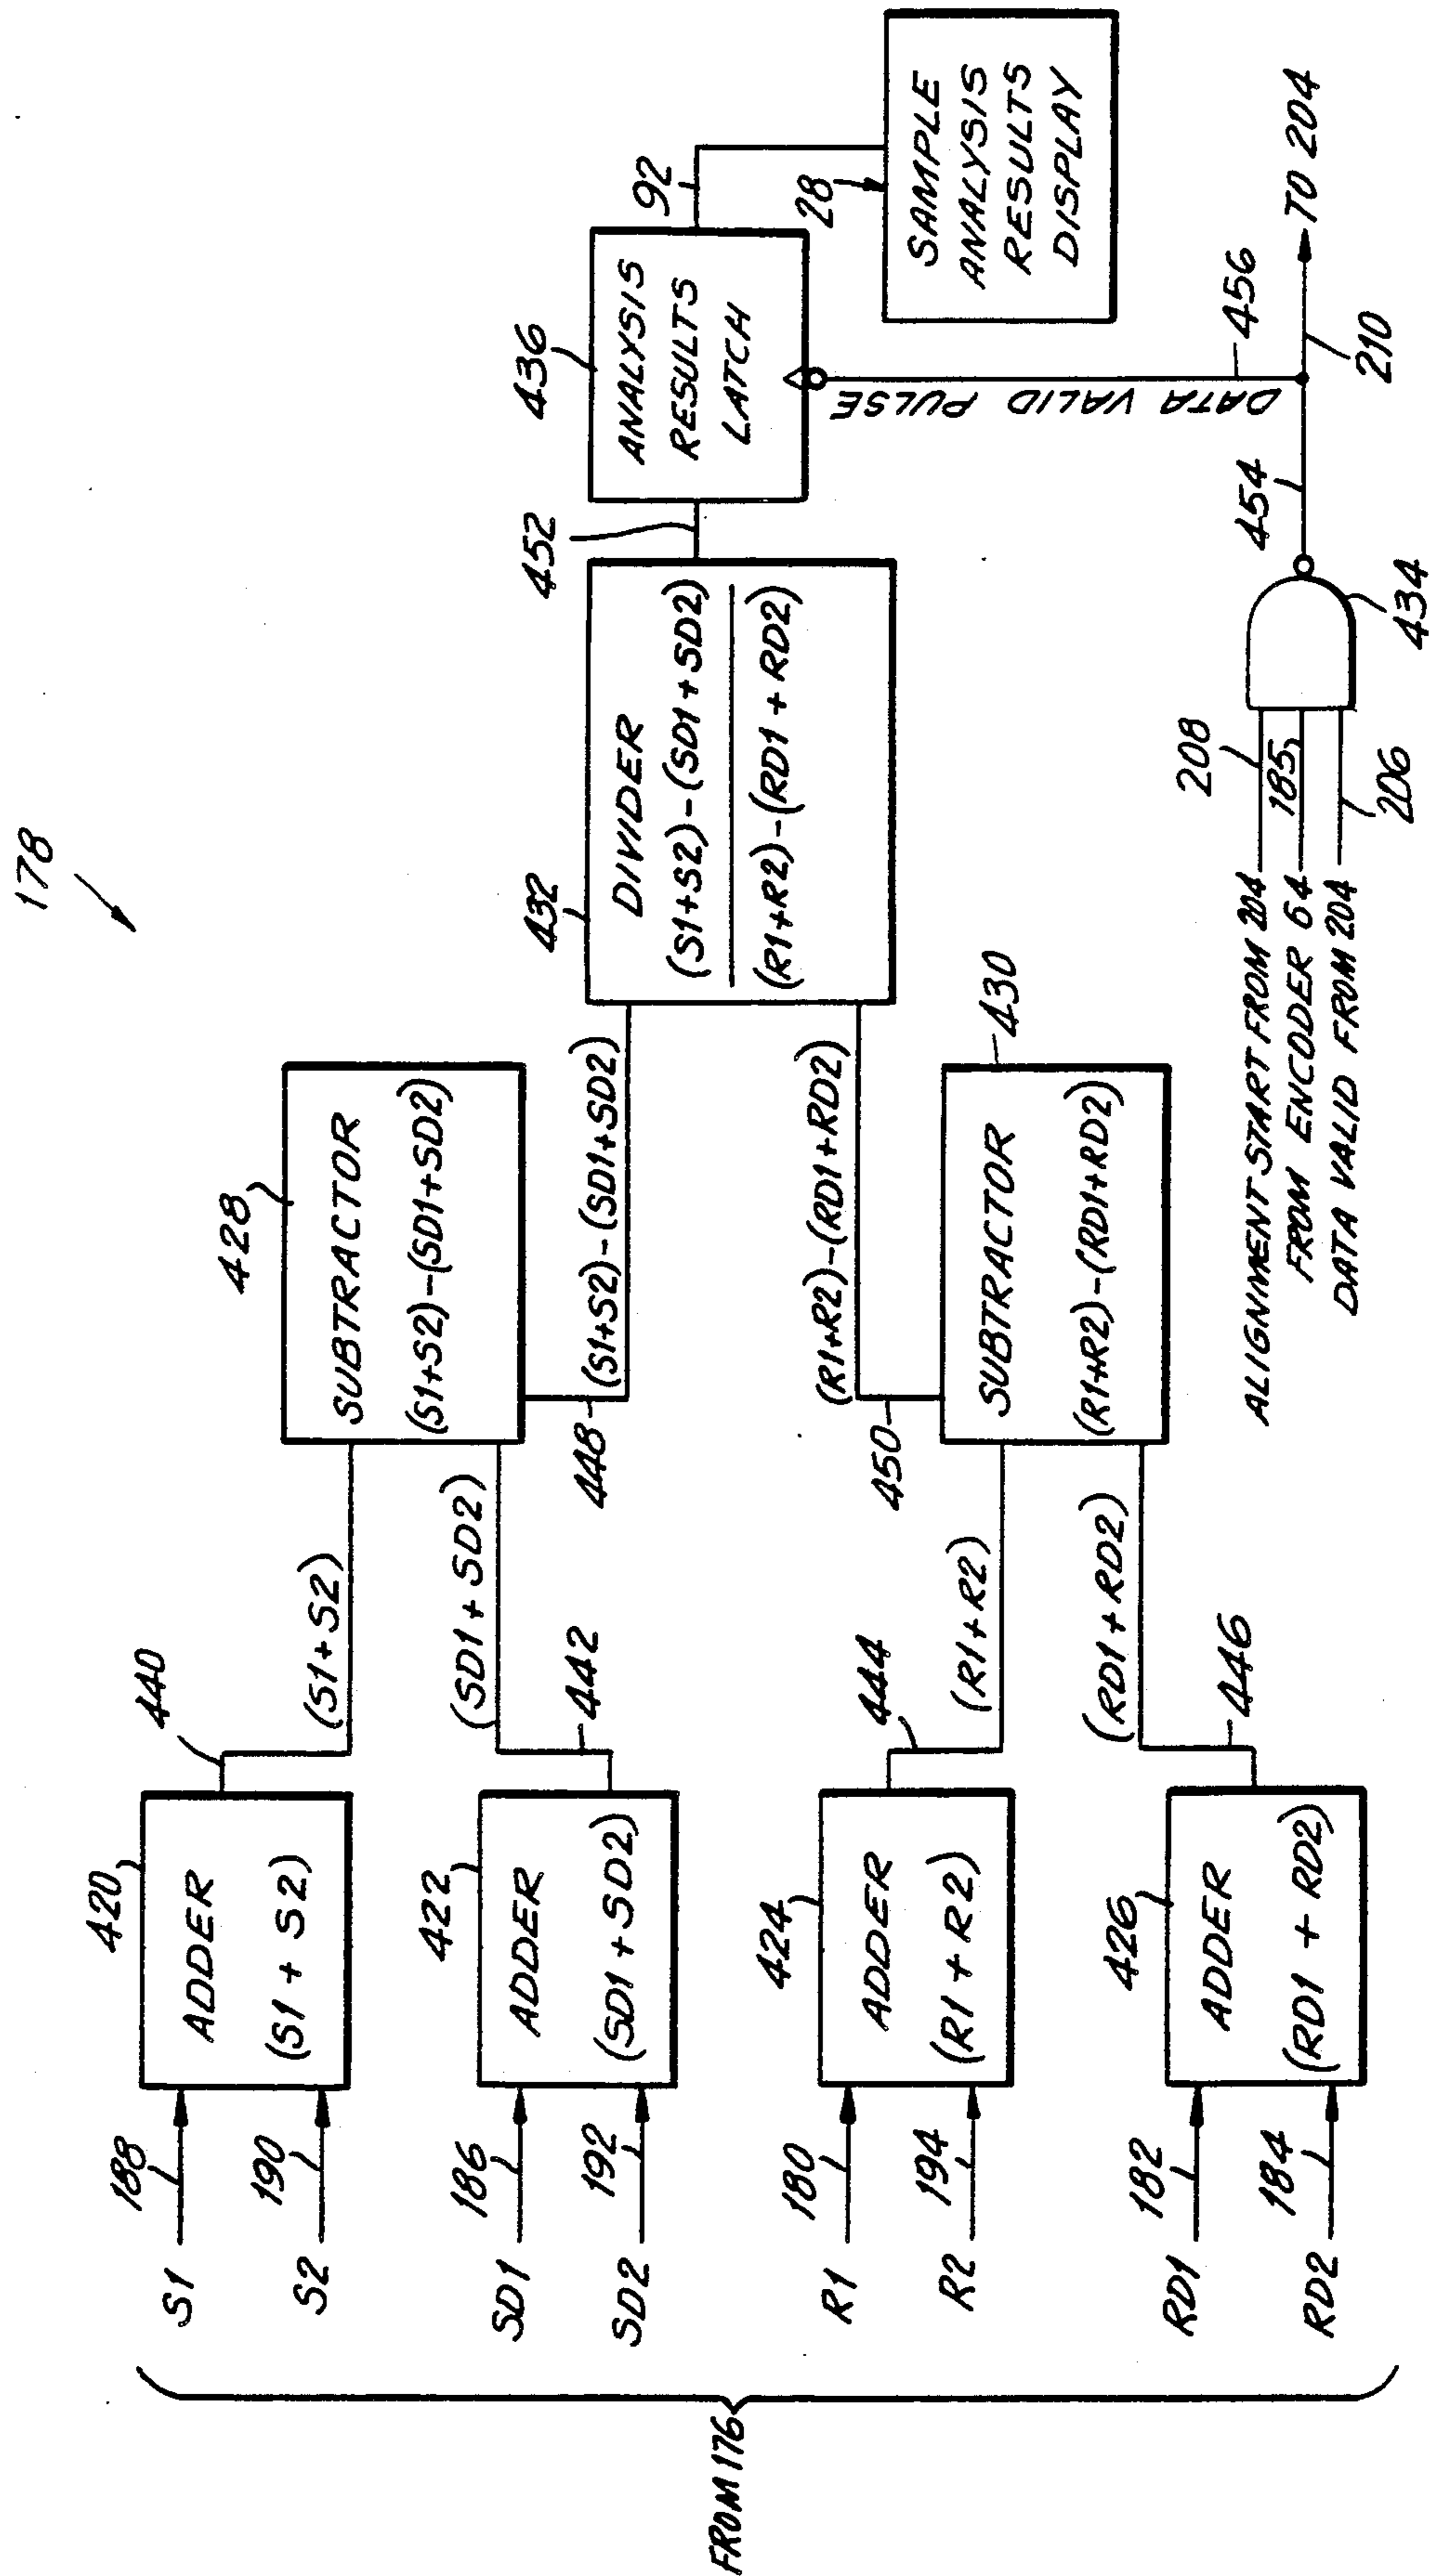 178
FROM 176
S1
188
S2
190
420
ADDER
(S1 + S2)
440
(S1+S2)
SD1
186
SD2
192
422
ADDER
(SD1 + SD2)
442
(SD1 + SD2)
R1
180
R2
194
424
ADDER
(R1 + R2)
444
(R1+R2)
RD1
182
RD2
184
426
ADDER
(RD1 + RD2)
446
(RD1+RD2)
428
SUBTRACTOR
(S1+S2)-(SD1+SD2)
448
(S1+S2)-(SD1+SD2)
430
SUBTRACTOR
(R1+R2)-(RD1+RD2)
450
(R1+R2)-(RD1+RD2)
432
DIVIDER
(S1+S2)-(SD1+SD2)
(R1+R2)-(RD1+RD2)
452
436
ANALYSIS
RESULTS
LATCH
92
28
SAMPLE
ANALYSIS
RESULTS
DISPLAY
DATA VALID PULSE
456
ALIGNMENT START FROM 204
208
FROM ENCODER 64
185
DATA VALID FROM 204
206
434
454
210
TO 204